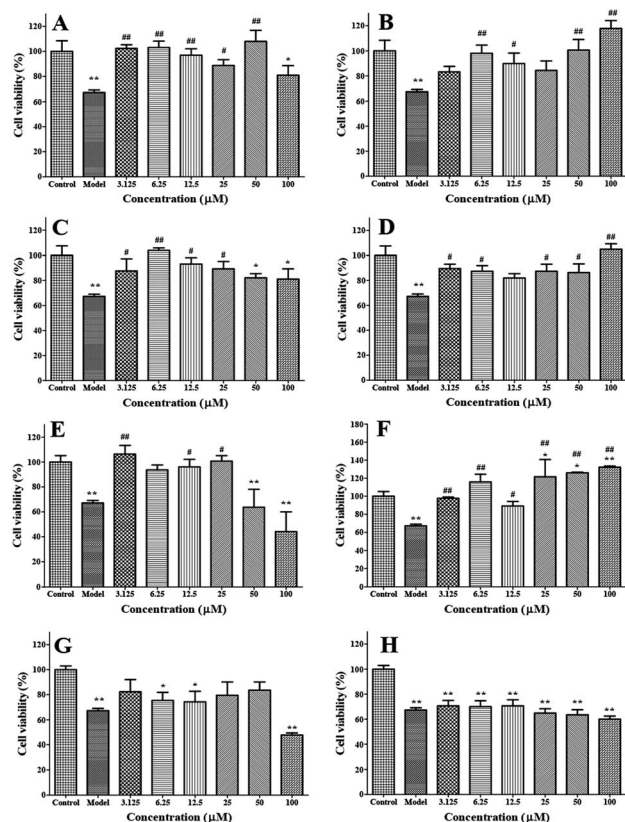 A
Cell viability (%)
120
100
80
60
40
20
0
** ## ## ## # ## *
Control Model 3.125 6.25 12.5 25 50 100
Concentration (μM)
B
Cell viability (%)
120
100
80
60
40
20
0
** ## # ## ##
Control Model 3.125 6.25 12.5 25 50 100
Concentration (μM)
C
Cell viability (%)
120
100
80
60
40
20
0
** # ## # # * *
Control Model 3.125 6.25 12.5 25 50 100
Concentration (μM)
D
Cell viability (%)
120
100
80
60
40
20
0
** # # # # ##
Control Model 3.125 6.25 12.5 25 50 100
Concentration (μM)
E
Cell viability (%)
120
100
80
60
40
20
0
** ## # # ** **
Control Model 3.125 6.25 12.5 25 50 100
Concentration (μM)
F
Cell viability (%)
180
160
140
120
100
80
60
40
20
0
## ## ##
** ## ## # * * **
Control Model 3.125 6.25 12.5 25 50 100
Concentration (μM)
G
Cell viability (%)
120
100
80
60
40
20
0
** * * **
Control Model 3.125 6.25 12.5 25 50 100
Concentration (μM)
H
Cell viability (%)
120
100
80
60
40
20
0
** ** ** ** ** ** **
Control Model 3.125 6.25 12.5 25 50 100
Concentration (μM)